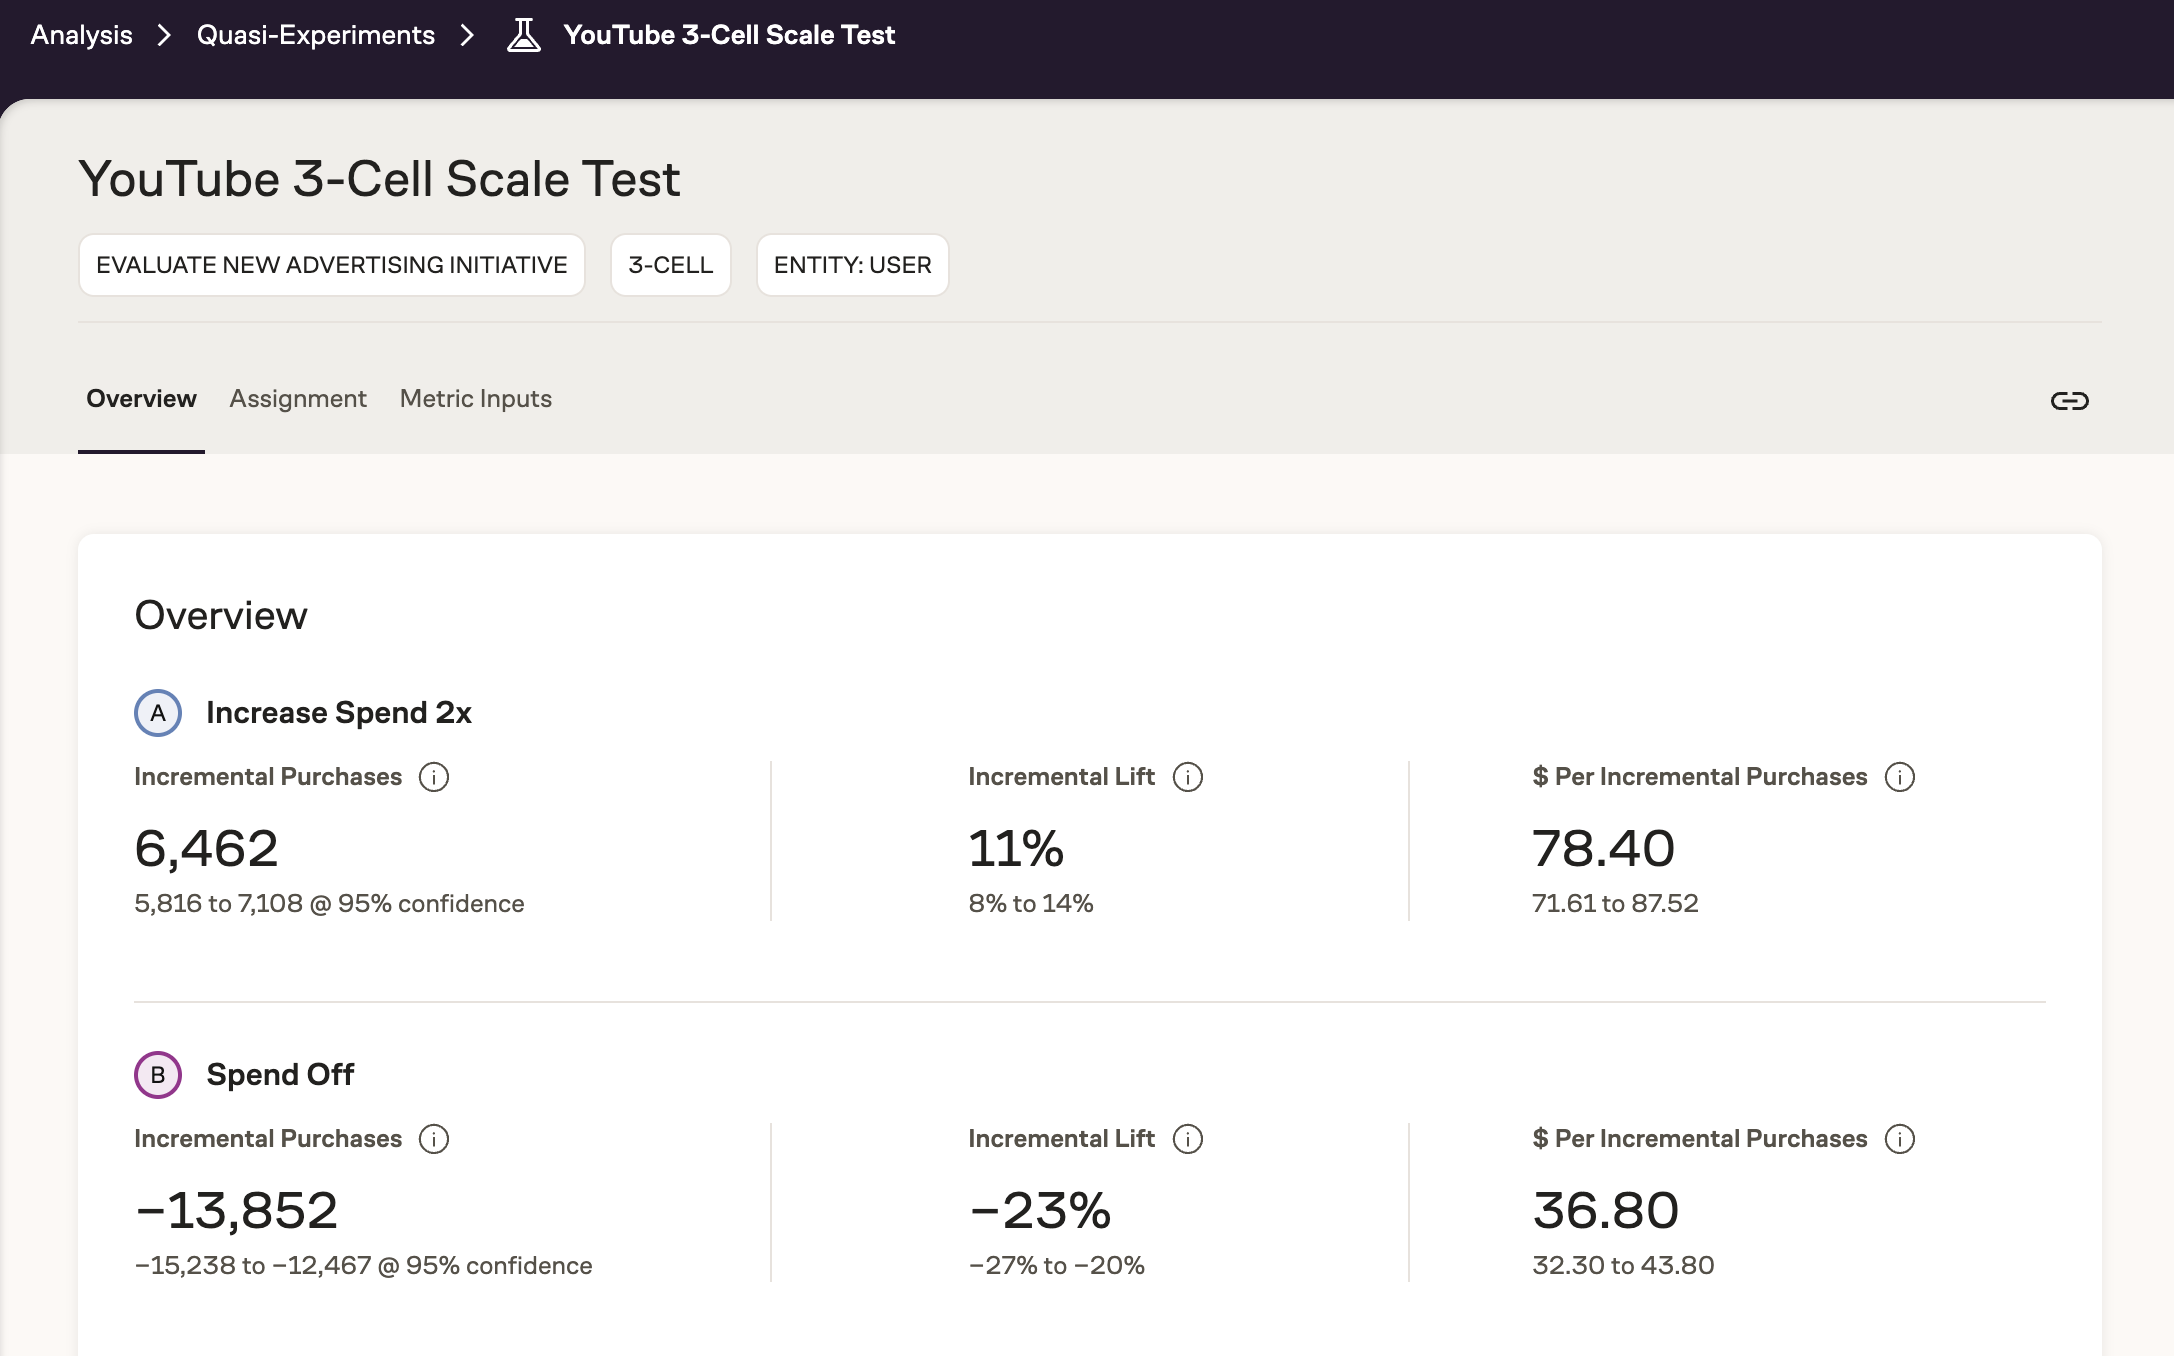 Analysis > Quasi-Experiments > YouTube 3-Cell Scale Test
YouTube 3-Cell Scale Test
EVALUATE NEW ADVERTISING INITIATIVE 3-CELL ENTITY: USER
Overview Assignment Metric Inputs
Overview
A Increase Spend 2x
Incremental Purchases i Incremental Lift i $ Per Incremental Purchases i
6,462 11% 78.40
5,816 to 7,108 @ 95% confidence 8% to 14% 71.61 to 87.52
B Spend Off
Incremental Purchases i Incremental Lift i $ Per Incremental Purchases i
−13,852 −23% 36.80
−15,238 to −12,467 @ 95% confidence −27% to −20% 32.30 to 43.80